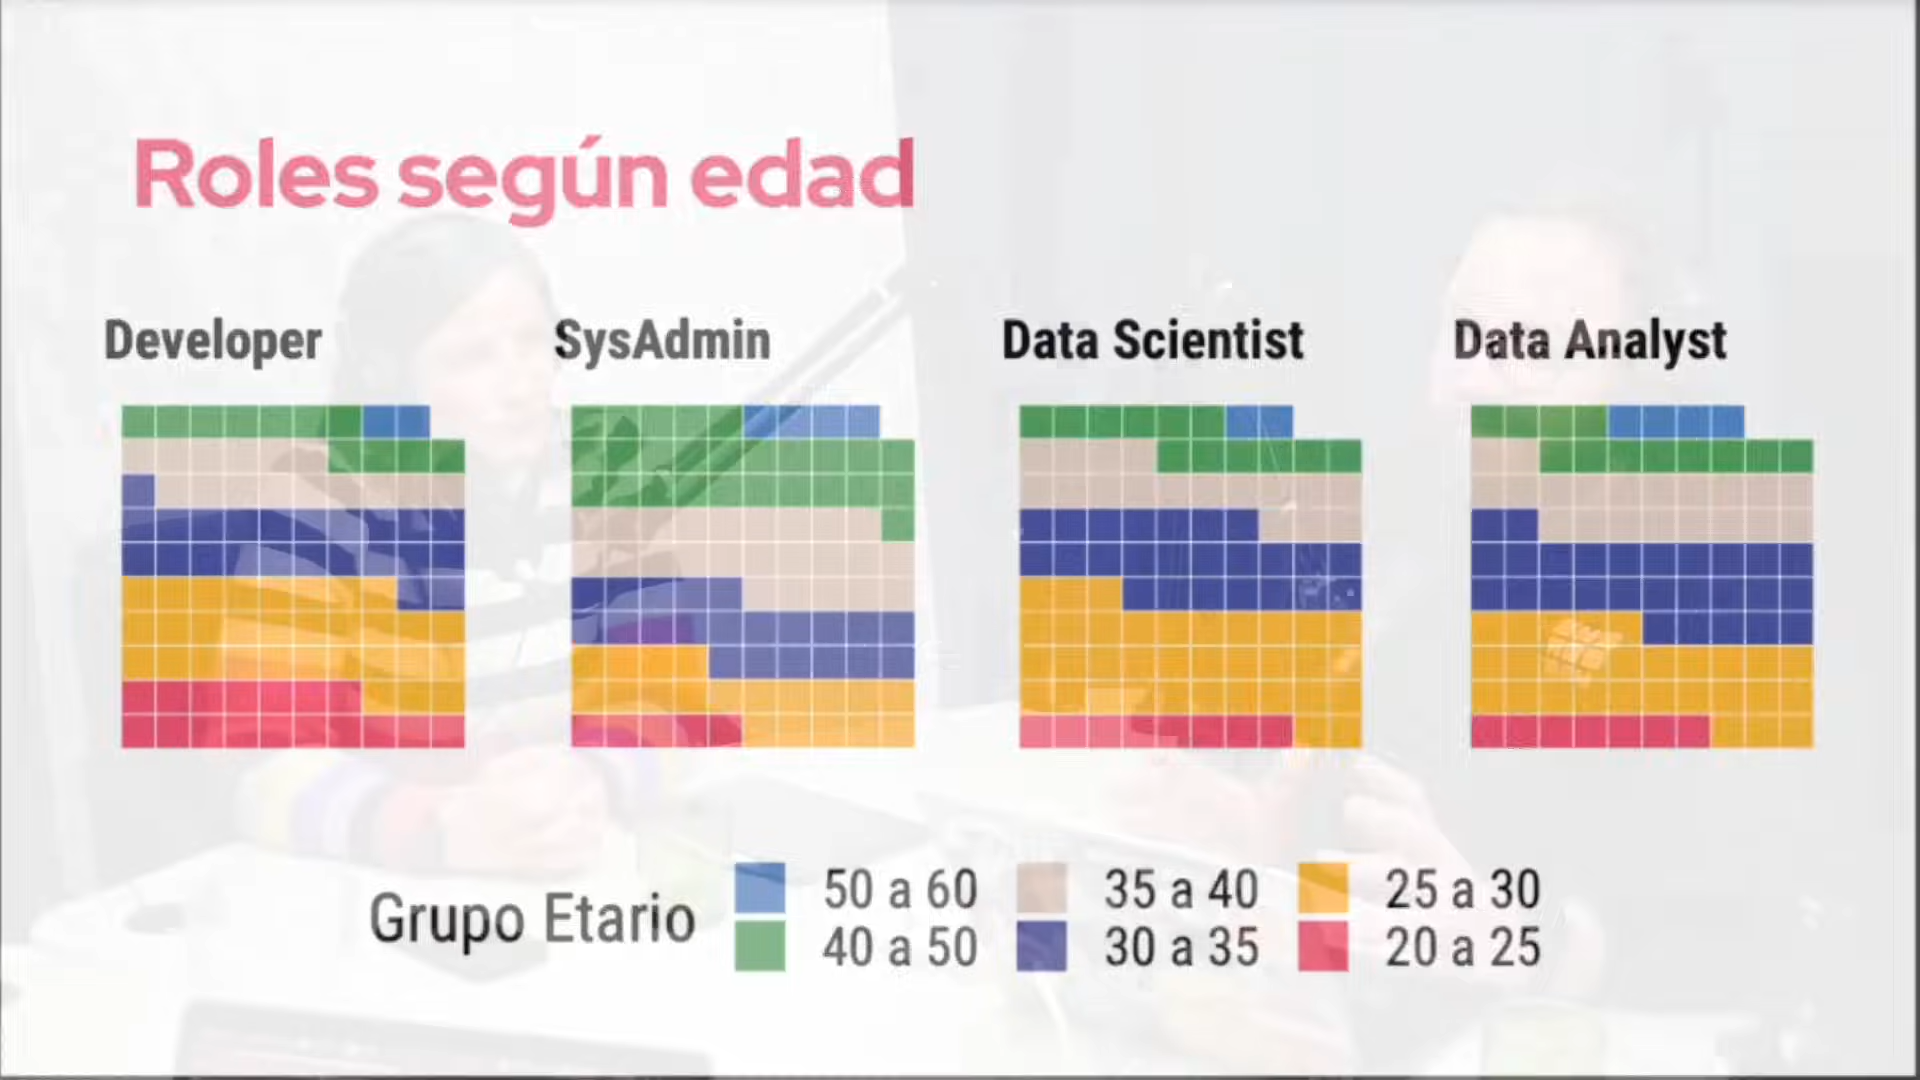 Roles según edad
Developer
SysAdmin
Data Scientist
Data Analyst
Grupo Etario
50 a 60
35 a 40
25 a 30
40 a 50
30 a 35
20 a 25